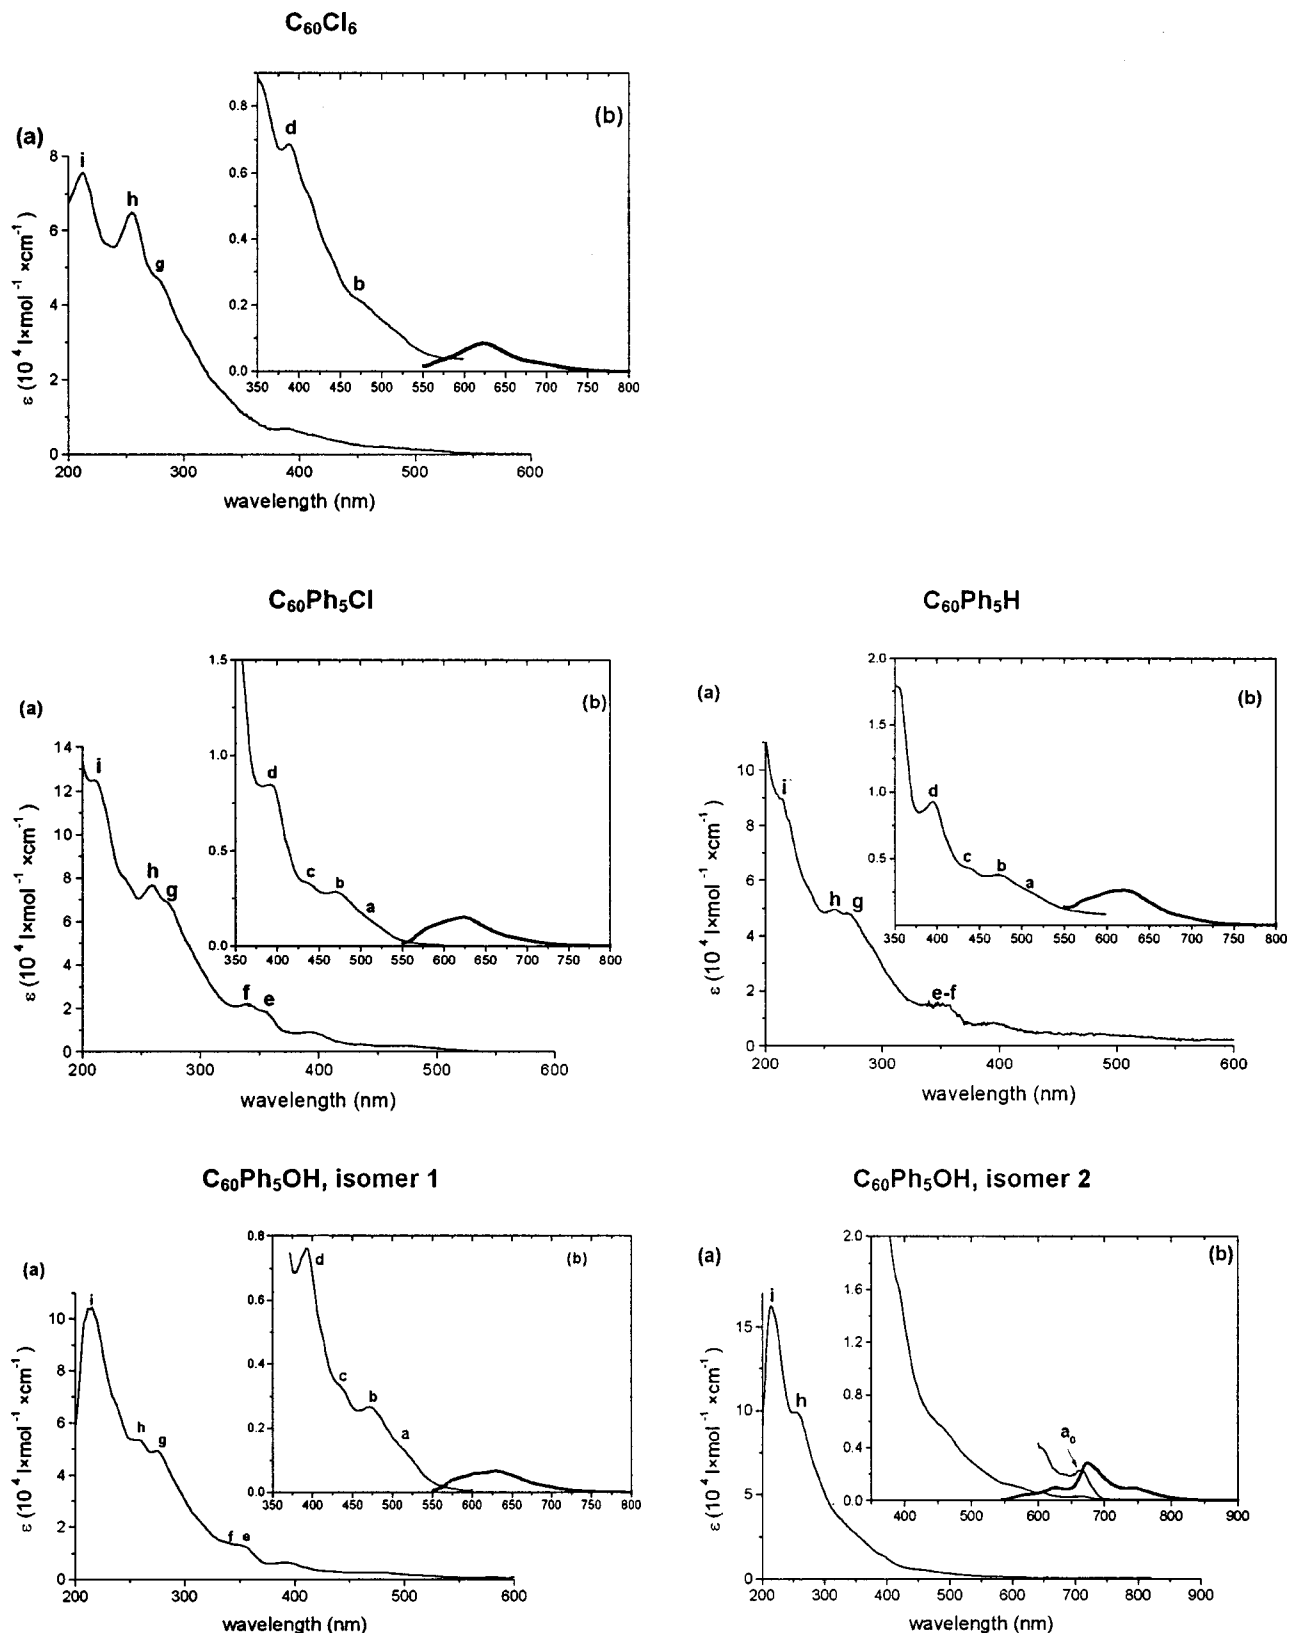 C₆₀Cl₆
(a)
ε (10⁴ l×mol⁻¹ ×cm⁻¹)
8
6
4
2
0
i
h
g
200 300 400 500 600
wavelength (nm)
(b)
0.8
0.6
0.4
0.2
0.0
d
b
350 400 450 500 550 600 650 700 750 800
C₆₀Ph₅Cl
(a)
ε (10⁴ l×mol⁻¹ ×cm⁻¹)
14
12
10
8
6
4
2
0
i
h
g
f
e
200 300 400 500 600
wavelength (nm)
(b)
1.5
1.0
0.5
0.0
d
c
b
a
350 400 450 500 550 600 650 700 750 800
C₆₀Ph₅H
(a)
ε (10⁴ l×mol⁻¹ ×cm⁻¹)
10
8
6
4
2
0
i
h g
e-f
200 300 400 500 600
wavelength (nm)
(b)
2.0
1.5
1.0
0.5
d
c
b
a
350 400 450 500 550 600 650 700 750 800
C₆₀Ph₅OH, isomer 1
(a)
ε (10⁴ l×mol⁻¹ ×cm⁻¹)
10
8
6
4
2
0
i
h
g
f e
200 300 400 500 600
wavelength (nm)
(b)
0.8
0.6
0.4
0.2
0.0
d
c
b
a
350 400 450 500 550 600 650 700 750 800
C₆₀Ph₅OH, isomer 2
(a)
ε (10⁴ l×mol⁻¹ ×cm⁻¹)
15
10
5
0
i
h
200 300 400 500 600 700 800 900
wavelength (nm)
(b)
2.0
1.6
1.2
0.8
0.4
0.0
a₀
400 500 600 700 800 900